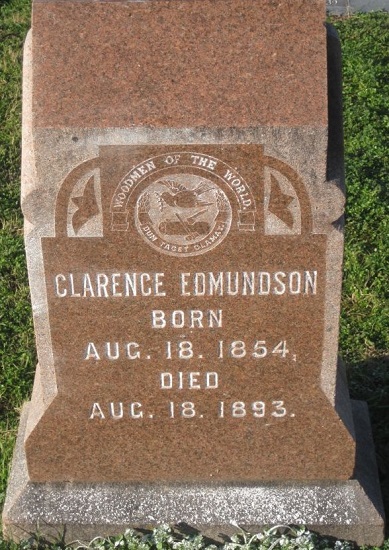 WOODMEN OF THE WORLD.
DUM TACET CLAMAT.
CLARENCE EDMUNDSON
BORN
AUG. 18. 1854,
DIED
AUG. 18. 1893.